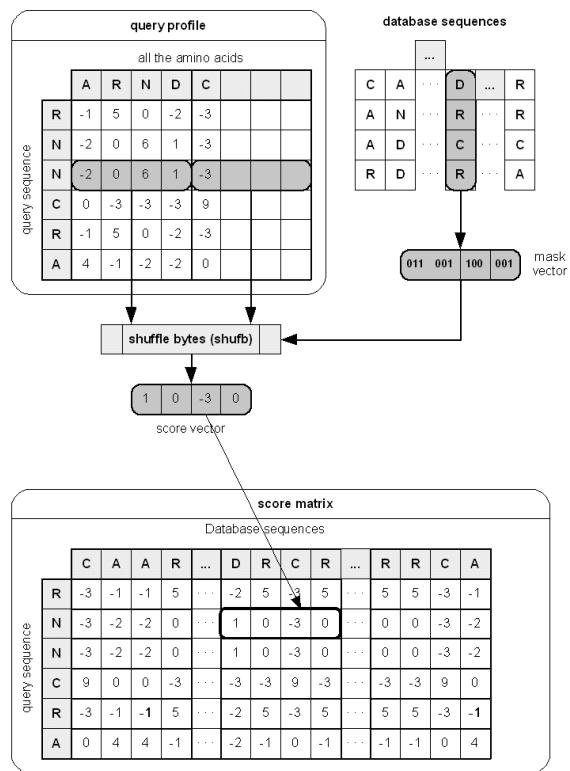 query profile
all the amino acids
A R N D C
R -1 5 0 -2 -3
N -2 0 6 1 -3
N -2 0 6 1 -3
C 0 -3 -3 -3 9
R -1 5 0 -2 -3
A 4 -1 -2 -2 0
query sequence
database sequences
...
C A ··· D ... R
A N ··· R ··· R
A D ··· C ··· C
R D ··· R ··· A
011 001 100 001
mask
vector
shuffle bytes (shufb)
1 0 -3 0
score vector
score matrix
Database sequences
C A A R ... D R C R ... R R C A
R -3 -1 -1 5 ··· -2 5 -3 5 ··· 5 5 -3 -1
N -3 -2 -2 0 ··· 1 0 -3 0 ··· 0 0 -3 -2
N -3 -2 -2 0 ··· 1 0 -3 0 ··· 0 0 -3 -2
C 9 0 0 -3 ··· -3 -3 9 -3 ··· -3 -3 9 0
R -3 -1 -1 5 ··· -2 5 -3 5 ··· 5 5 -3 -1
A 0 4 4 -1 ··· -2 -1 0 -1 ··· -1 -1 0 4
query sequence